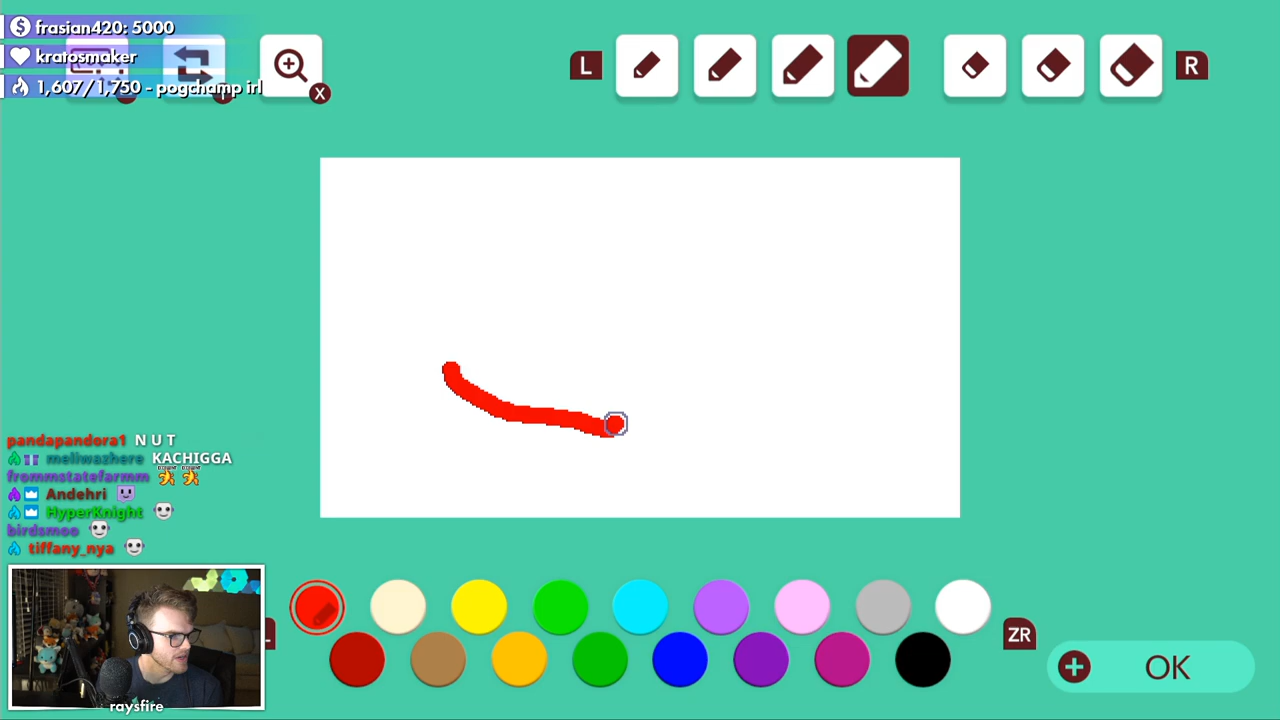 frasian420: 5000
kratosmaker
1,607/1,750 - pogchamp irl
X
L
R
pandapandora1 N U T
meliwazhere KACHIGGA
frommstatefarmm
Andehri
HyperKnight
birdsmoo
tiffany_nya
L
ZR
+ OK
raysfire